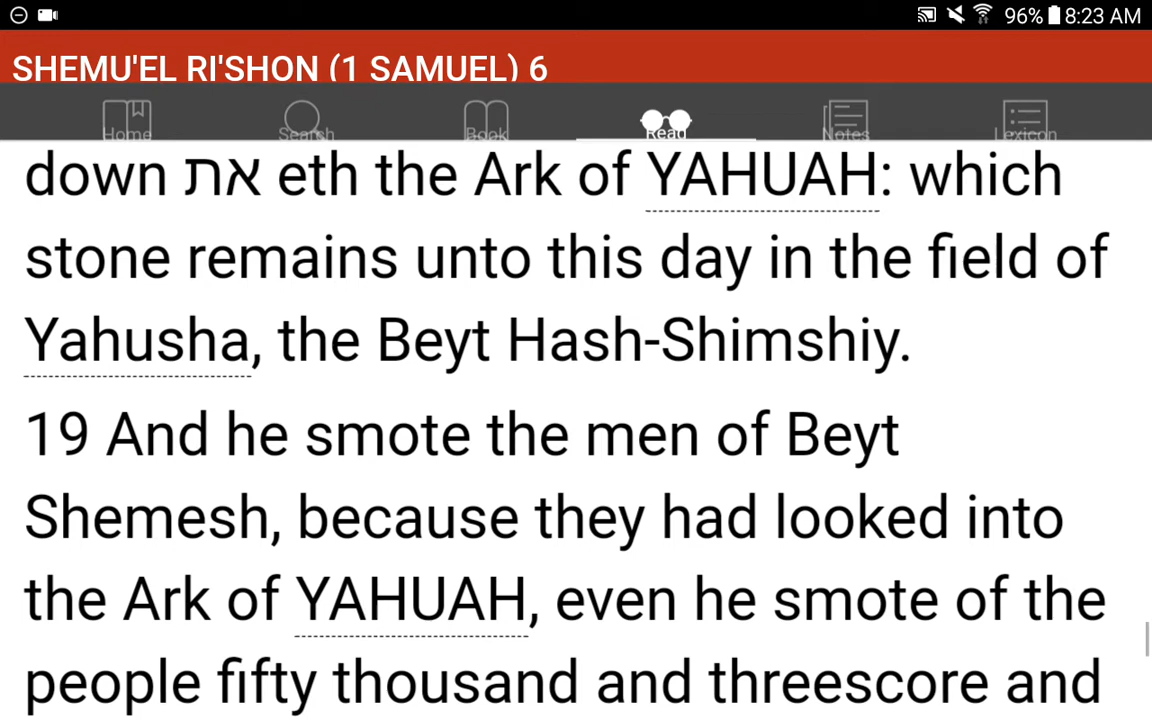 96% 8:23 AM
SHEMU'EL RI'SHON (1 SAMUEL) 6
Home Search Book Read Notes Lexicon
down את eth the Ark of YAHUAH: which
stone remains unto this day in the field of
Yahusha, the Beyt Hash-Shimshiy.
19 And he smote the men of Beyt
Shemesh, because they had looked into
the Ark of YAHUAH, even he smote of the
people fifty thousand and threescore and